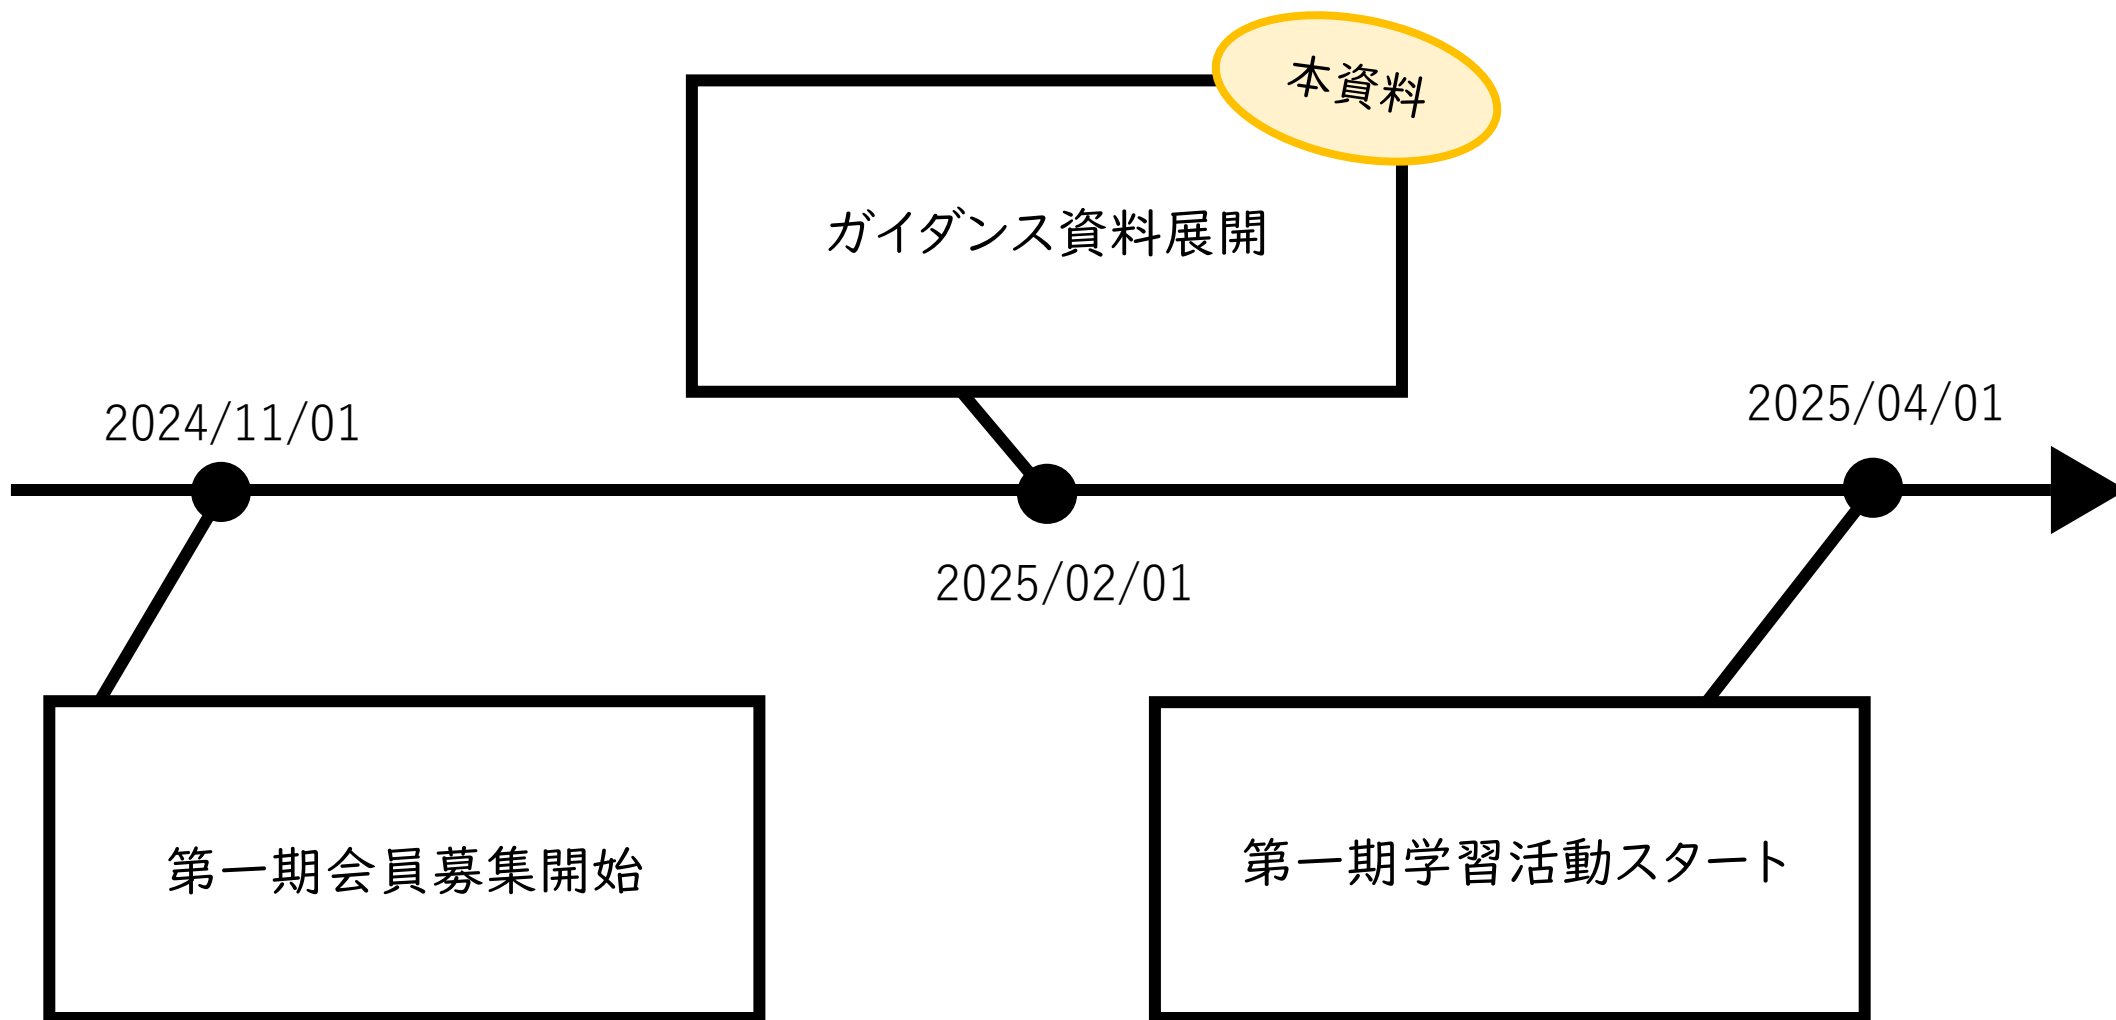 本資料
ガイダンス資料展開
2024/11/01
2025/04/01
2025/02/01
第一期会員募集開始
第一期学習活動スタート